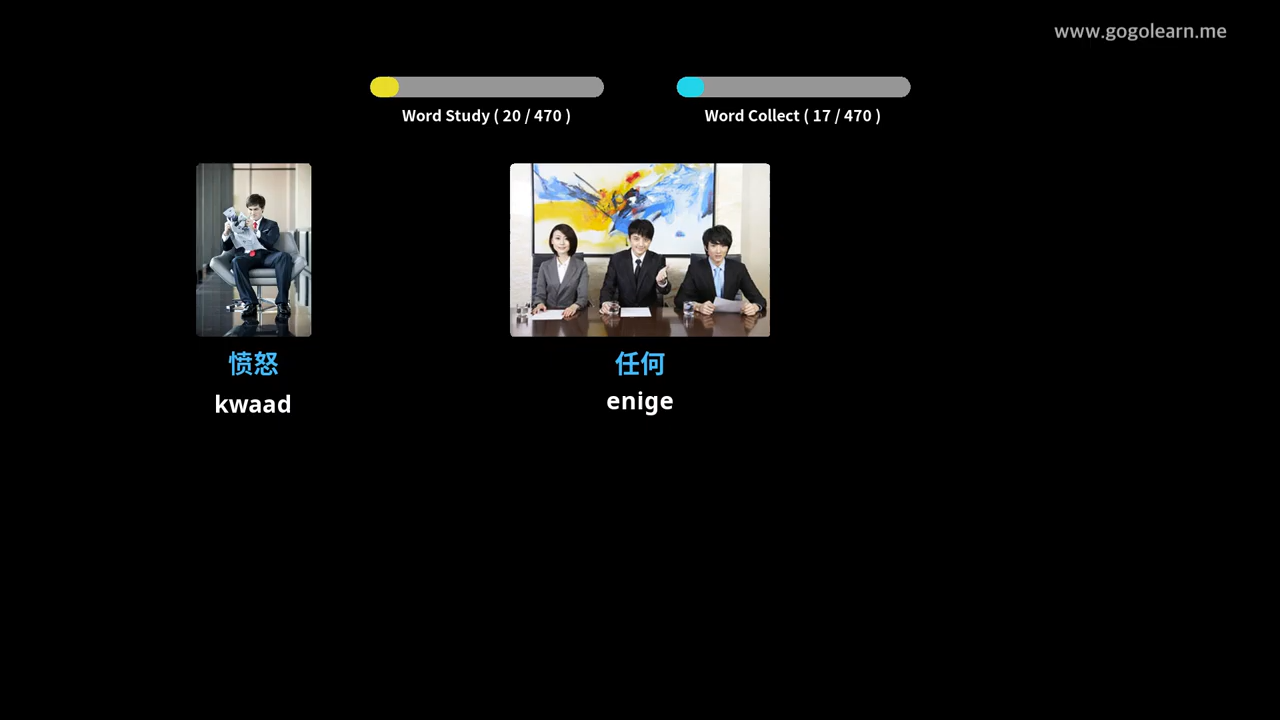 www.gogolearn.me
Word Study ( 20 / 470 )
Word Collect ( 17 / 470 )
愤怒
kwaad
任何
enige